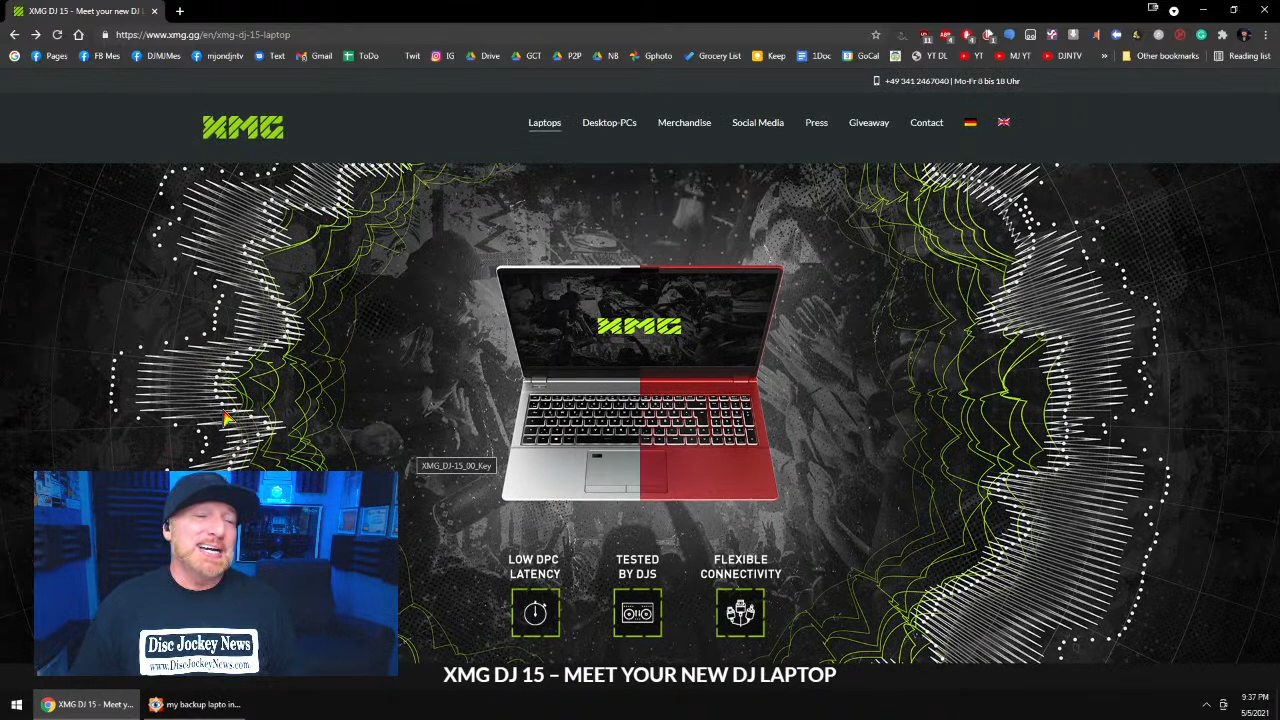 XMG DJ 15 - Meet your new DJ L
https://www.xmg.gg/en/xmg-dj-15-laptop
Pages
FB Mes
DJMJMes
mjondjntv
Text
Gmail
ToDo
Twit
IG
Drive
GCT
P2P
NB
Gphoto
Grocery List
Keep
1Doc
GoCal
YT DL
YT
MJ YT
DJNTV
»
Other bookmarks
Reading list
+49 341 2467040 | Mo-Fr 8 bis 18 Uhr
XMG
Laptops
Desktop-PCs
Merchandise
Social Media
Press
Giveaway
Contact
XMG
XMG_DJ-15_00_Key
LOW DPC
LATENCY
TESTED
BY DJS
FLEXIBLE
CONNECTIVITY
Disc Jockey News
www.DiscJockeyNews.com
XMG DJ 15 – MEET YOUR NEW DJ LAPTOP
XMG DJ 15 - Meet y...
my backup lapto in...
9:37 PM
5/5/2021